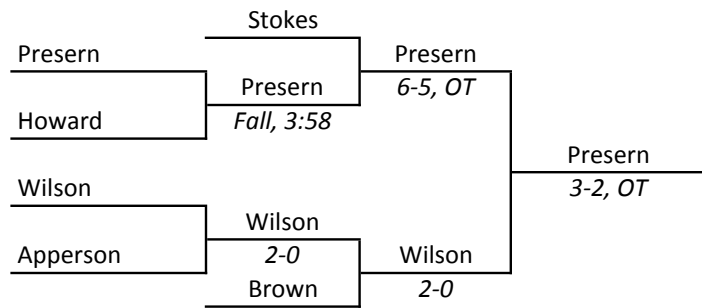 Stokes
Presern
Presern
Presern
6-5, OT
Howard
Fall, 3:58
Presern
3-2, OT
Wilson
Wilson
Apperson
2-0
Wilson
Brown
2-0